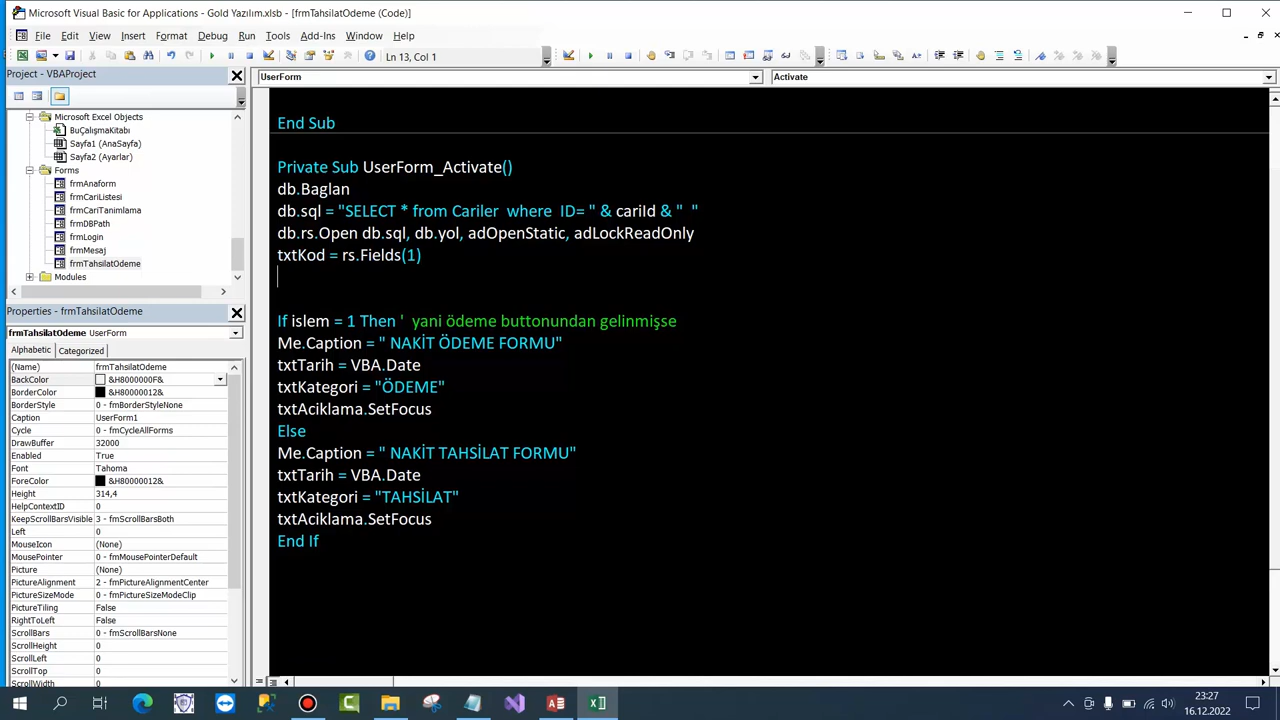 Microsoft Visual Basic for Applications - Gold Yazılım.xlsb - [frmTahsilatOdeme (Code)]
File Edit View Insert Format Debug Run Tools Add-Ins Window Help
Ln 13, Col 1
Project - VBAProject
Microsoft Excel Objects
BuÇalışmaKitabı
Sayfa1 (AnaSayfa)
Sayfa2 (Ayarlar)
Forms
frmAnaform
frmCariListesi
frmCariTanimlama
frmDBPath
frmLogin
frmMesaj
frmTahsilatOdeme
Modules
Properties - frmTahsilatOdeme
frmTahsilatOdeme UserForm
Alphabetic Categorized
(Name) frmTahsilatOdeme
BackColor &H8000000F&
BorderColor &H80000012&
BorderStyle 0 - fmBorderStyleNone
Caption UserForm1
Cycle 0 - fmCycleAllForms
DrawBuffer 32000
Enabled True
Font Tahoma
ForeColor &H80000012&
Height 314,4
HelpContextID 0
KeepScrollBarsVisible 3 - fmScrollBarsBoth
Left 0
MouseIcon (None)
MousePointer 0 - fmMousePointerDefault
Picture (None)
PictureAlignment 2 - fmPictureAlignmentCenter
PictureSizeMode 0 - fmPictureSizeModeClip
PictureTiling False
RightToLeft False
ScrollBars 0 - fmScrollBarsNone
ScrollHeight 0
ScrollLeft 0
ScrollTop 0
ScrollWidth 0
UserForm Activate
End Sub
Private Sub UserForm_Activate()
db.Baglan
db.sql = "SELECT * from Cariler  where  ID= " & cariId & "  "
db.rs.Open db.sql, db.yol, adOpenStatic, adLockReadOnly
txtKod = rs.Fields(1)
If islem = 1 Then '  yani ödeme buttonundan gelinmişse
Me.Caption = " NAKİT ÖDEME FORMU"
txtTarih = VBA.Date
txtKategori = "ÖDEME"
txtAciklama.SetFocus
Else
Me.Caption = " NAKİT TAHSİLAT FORMU"
txtTarih = VBA.Date
txtKategori = "TAHSİLAT"
txtAciklama.SetFocus
End If
23:27
16.12.2022